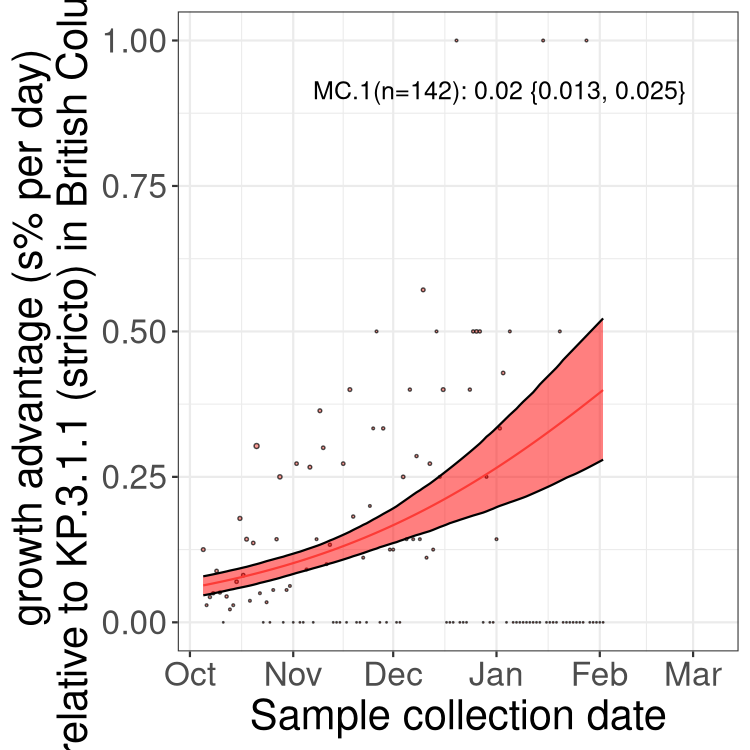 growth advantage (s% per day)
relative to KP.3.1.1 (stricto) in British Colu
1.00
0.75
0.50
0.25
0.00
MC.1(n=142): 0.02 {0.013, 0.025}
Oct Nov Dec Jan Feb Mar
Sample collection date